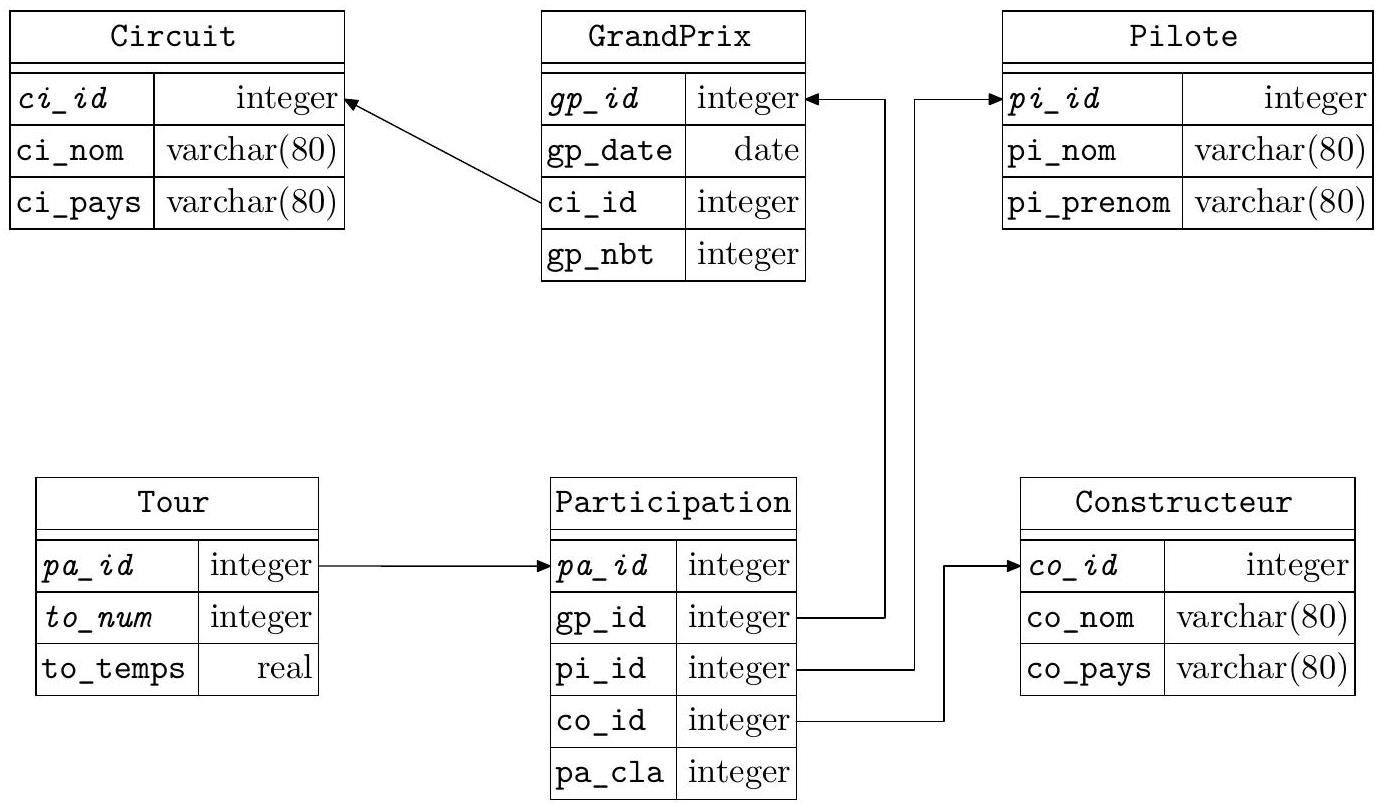 Circuit
ci_id integer
ci_nom varchar(80)
ci_pays varchar(80)
GrandPrix
gp_id integer
gp_date date
ci_id integer
gp_nbt integer
Pilote
pi_id integer
pi_nom varchar(80)
pi_prenom varchar(80)
Tour
pa_id integer
to_num integer
to_temps real
Participation
pa_id integer
gp_id integer
pi_id integer
co_id integer
pa_cla integer
Constructeur
co_id integer
co_nom varchar(80)
co_pays varchar(80)